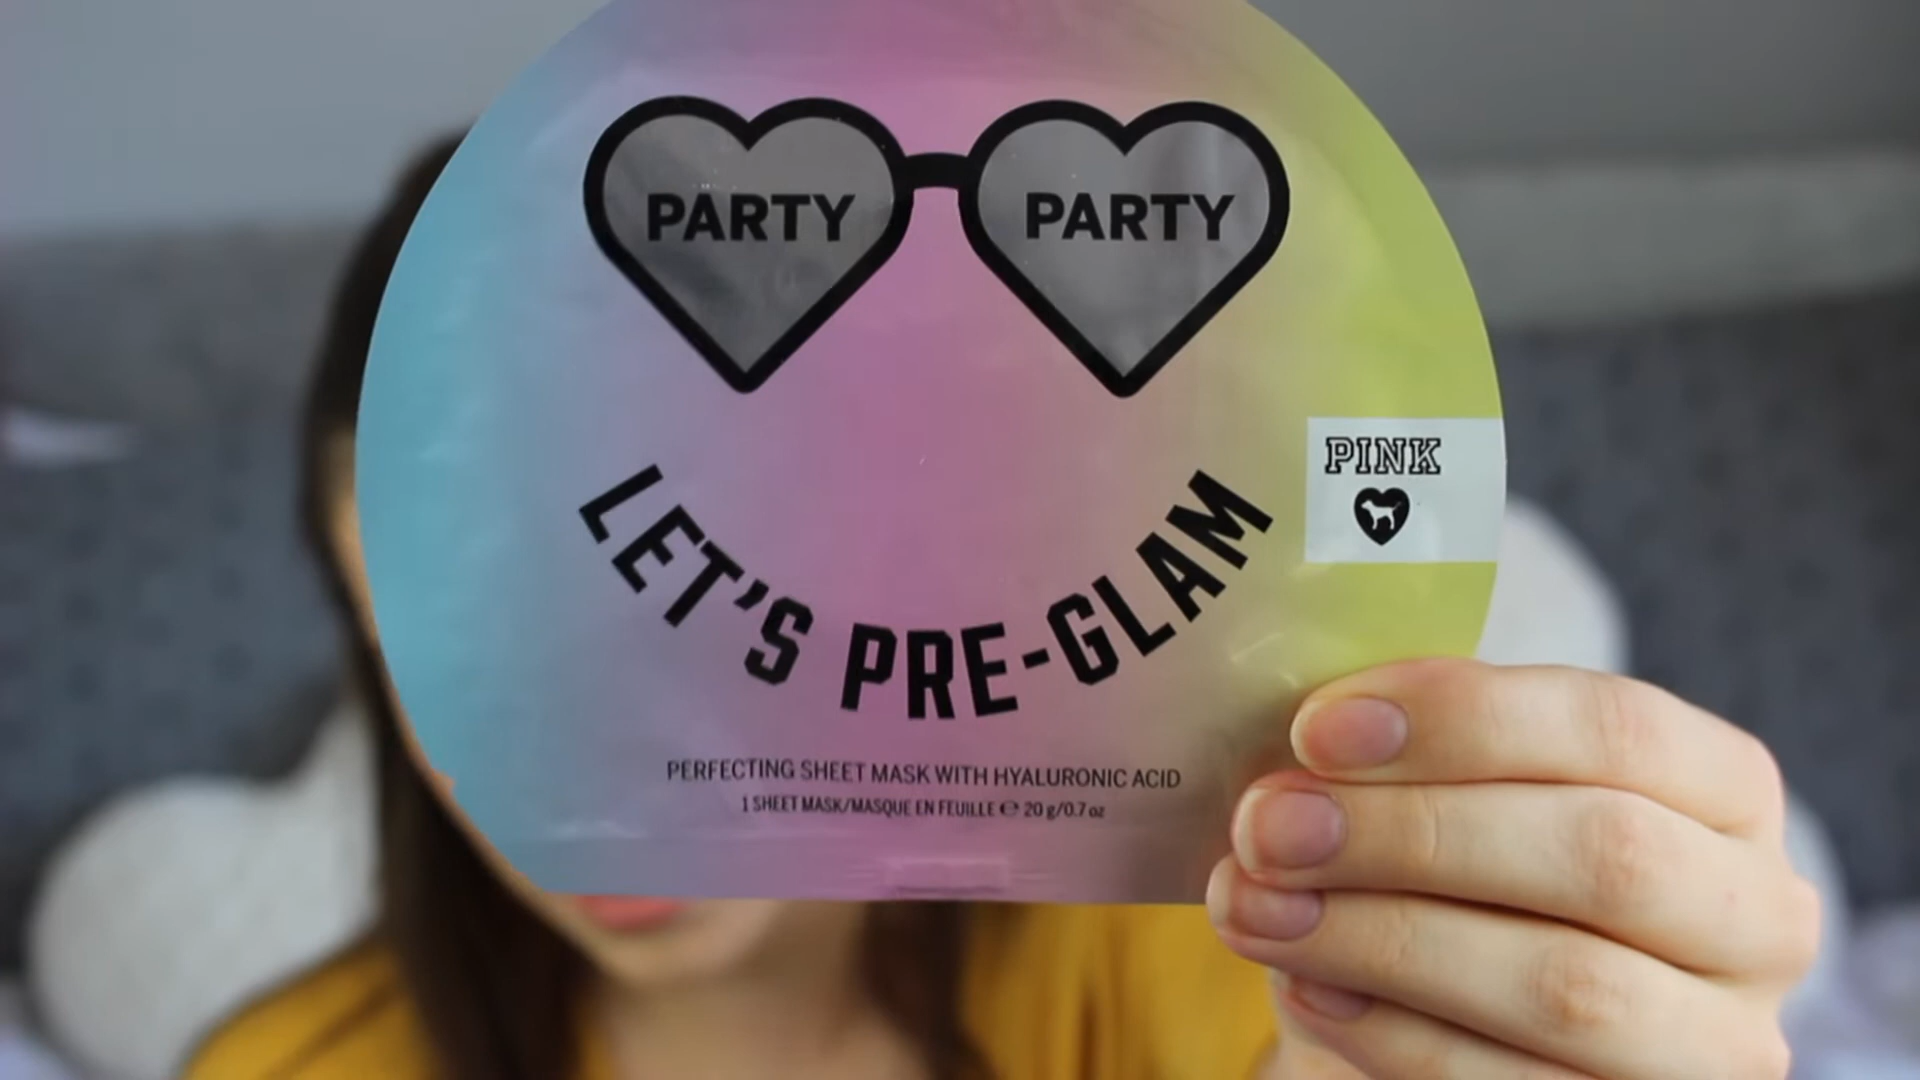 PARTY PARTY
PINK
LET'S PRE-GLAM
PERFECTING SHEET MASK WITH HYALURONIC ACID
1 SHEET MASK/MASQUE EN FEUILLE ℮ 20 g/0.7 oz